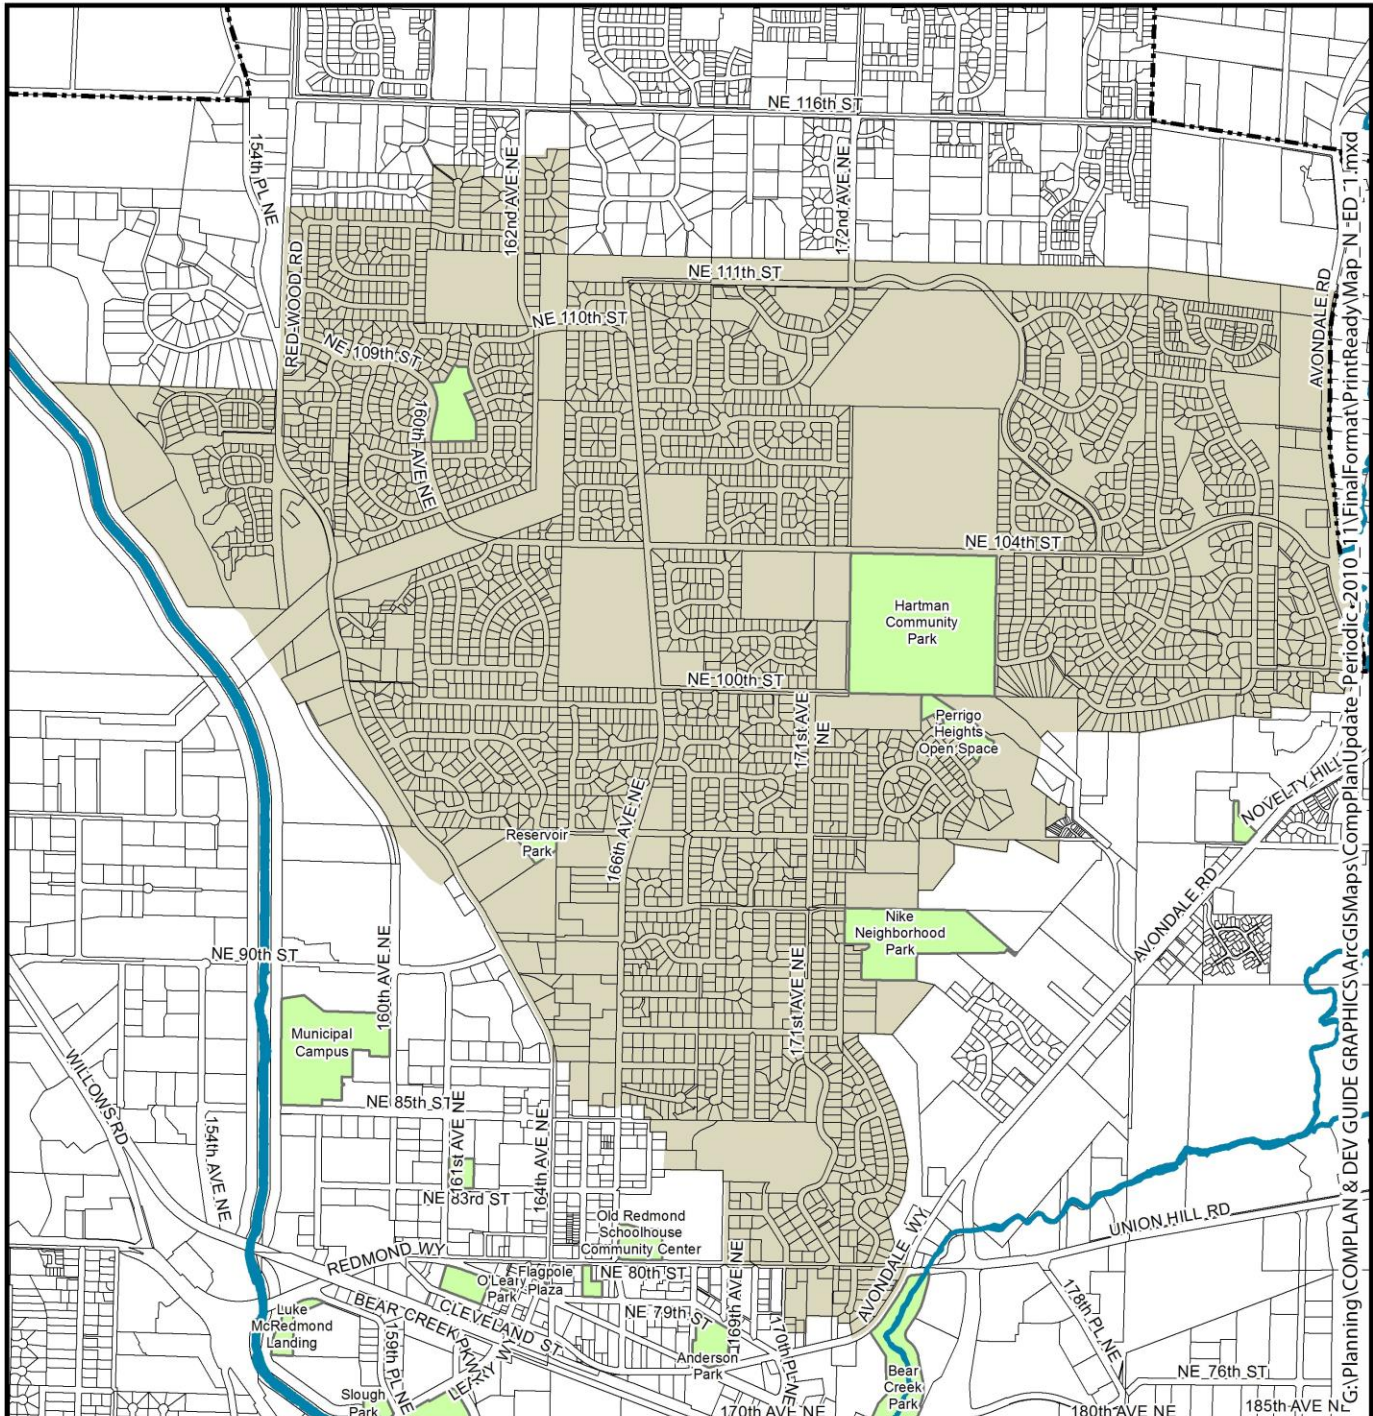 NE 116th ST
154th PL NE
162nd AVE NE
172nd AVE NE
RED-WOOD RD
NE 111th ST
AVONDALE RD
NE 110th ST
NE 109th ST
160th AVE NE
NE 104th ST
Hartman
Community
Park
NE 100th ST
171st AVE
NE
Perrigo
Heights
Open Space
NOVELTY HILL
166th AVE NE
Reservoir
Park
AVONDALE RD
Nike
Neighborhood
Park
NE 90th ST
160th AVE NE
171st AVE NE
Municipal
Campus
WILLOWS RD
NE 85th ST
154th AVE NE
161st AVE NE
164th AVE NE
NE 83rd ST
Old Redmond
Schoolhouse
Community Center
UNION HILL RD
AVONDALE WY
REDMOND WY
NE 80th ST
O'Leary
Park
Flagpole
Plaza
169th AVE NE
178th PL NE
BEAR CREEK PKWY
CLEVELAND ST
NE 79th ST
Luke
McRedmond
Landing
159th PL NE
LEARY WY
Anderson
Park
170th PL NE
Bear
Creek
Park
NE 76th ST
Slough
Park
170th AVE NE
180th AVE NE
185th AVE NE
G:\Planning\COMPLAN & DEV GUIDE GRAPHICS\ArcGISMaps\CompPlanUpdate_Periodic_2010_11\FinalFormat\PrintReady\Map_N_-ED_1.mxd